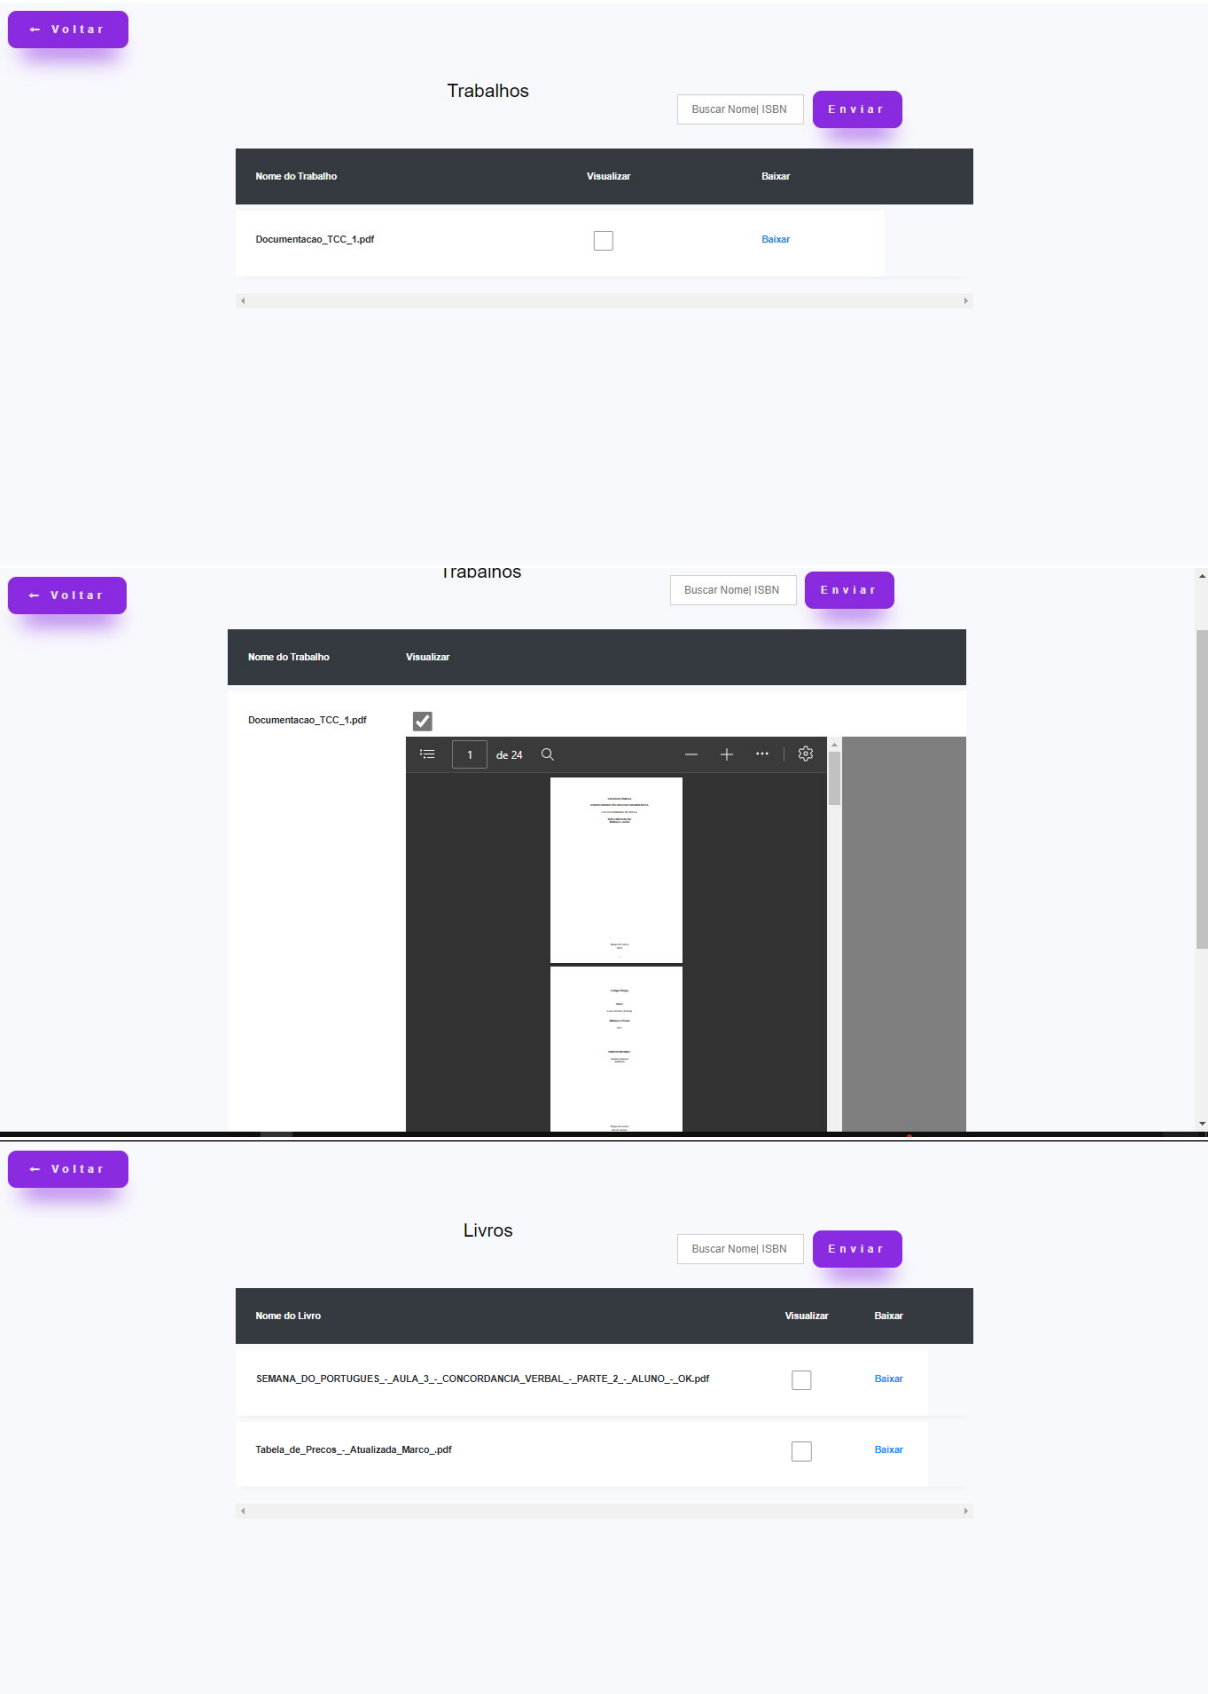 ← Voltar
Trabalhos
Buscar Nome| ISBN
Enviar
Nome do Trabalho Visualizar Baixar
Documentacao_TCC_1.pdf Baixar
Trabalhos
← Voltar
Buscar Nome| ISBN
Enviar
Nome do Trabalho Visualizar
Documentacao_TCC_1.pdf
1 de 24
← Voltar
Livros
Buscar Nome| ISBN
Enviar
Nome do Livro Visualizar Baixar
SEMANA_DO_PORTUGUES_-_AULA_3_-_CONCORDANCIA_VERBAL_-_PARTE_2_-_ALUNO_-_OK.pdf Baixar
Tabela_de_Precos_-_Atualizada_Marco_.pdf Baixar